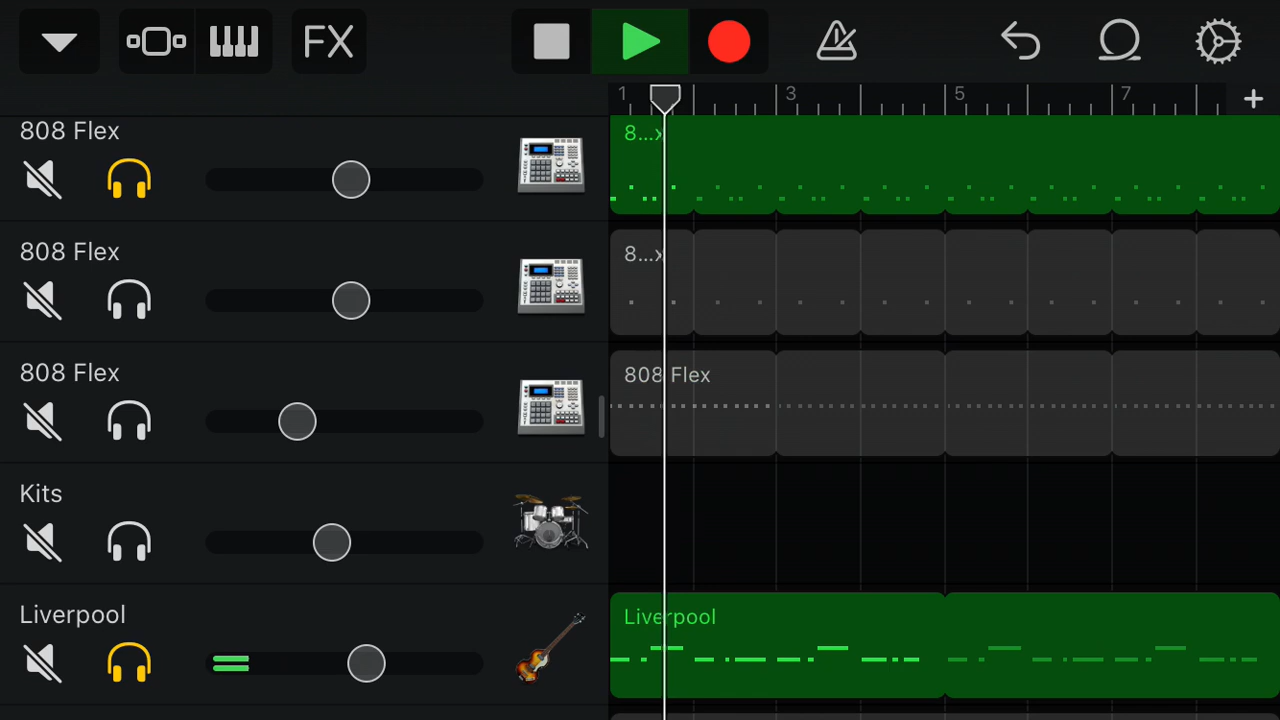 FX
1 3 5 7 +
808 Flex
8...x
808 Flex
8...x
808 Flex
808 Flex
Kits
Liverpool
Liverpool